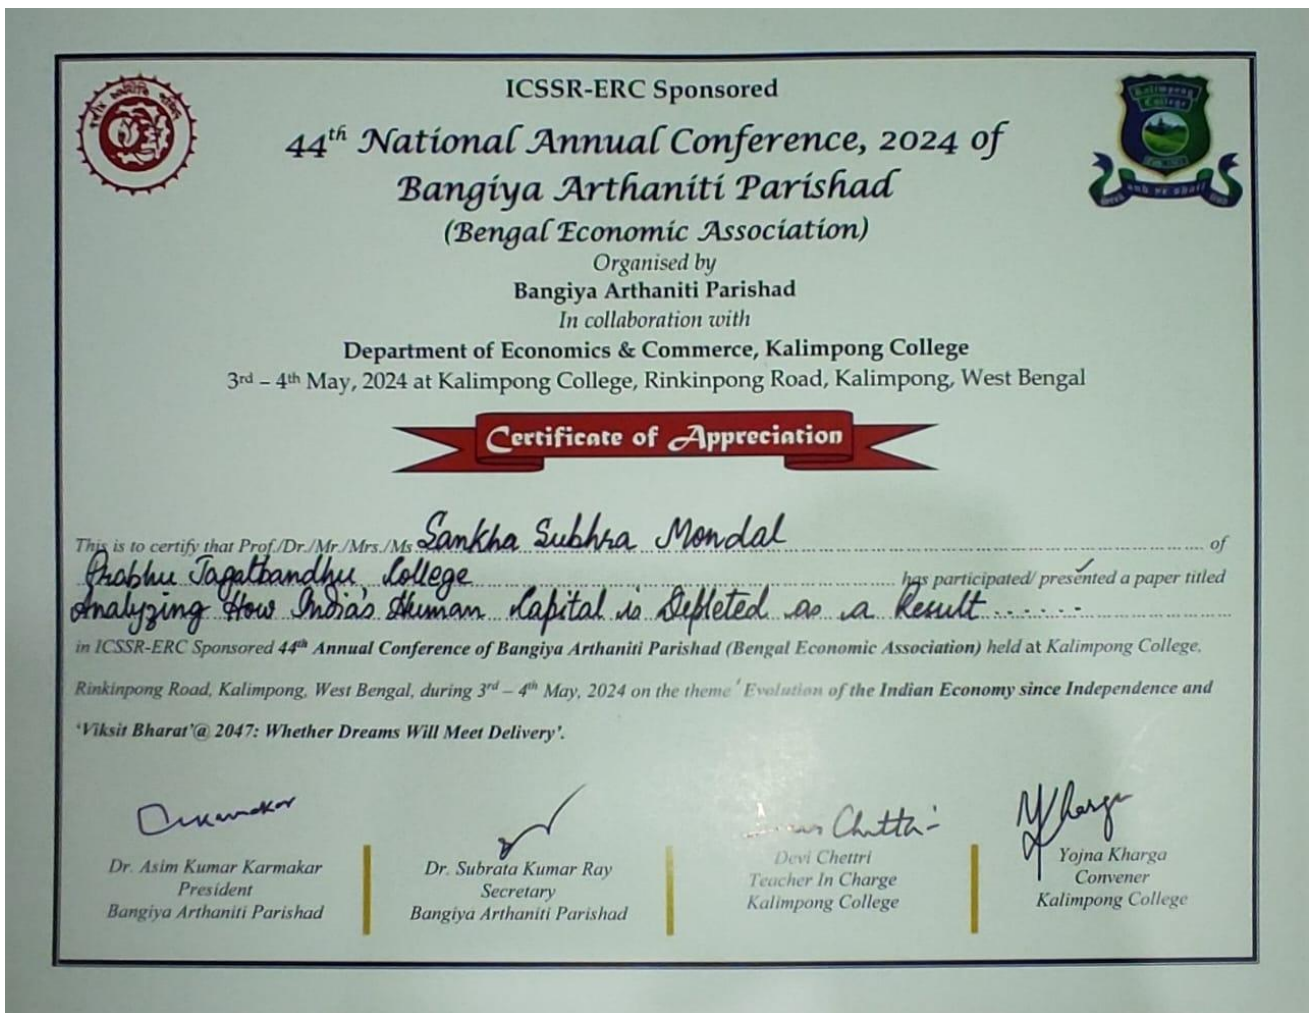 ICSSR-ERC Sponsored
44th National Annual Conference, 2024 of
Bangiya Arthaniti Parishad
(Bengal Economic Association)
Organised by
Bangiya Arthaniti Parishad
In collaboration with
Department of Economics & Commerce, Kalimpong College
3rd – 4th May, 2024 at Kalimpong College, Rinkinpong Road, Kalimpong, West Bengal
Kalimpong
College
Certificate of Appreciation
This is to certify that Prof./Dr./Mr./Mrs./Ms. Sankha Subhra Mondal of
Prabhu Jagatbandhu College has participated/ presented a paper titled
Analyzing How India's Human Capital is Depleted as a Result ......
in ICSSR-ERC Sponsored 44th Annual Conference of Bangiya Arthaniti Parishad (Bengal Economic Association) held at Kalimpong College,
Rinkinpong Road, Kalimpong, West Bengal, during 3rd – 4th May, 2024 on the theme ' Evolution of the Indian Economy since Independence and
'Viksit Bharat'@ 2047: Whether Dreams Will Meet Delivery'.
Dr. Asim Kumar Karmakar
President
Bangiya Arthaniti Parishad
Dr. Subrata Kumar Ray
Secretary
Bangiya Arthaniti Parishad
Chettri
Devi Chettri
Teacher In Charge
Kalimpong College
YKharga
Yojna Kharga
Convener
Kalimpong College